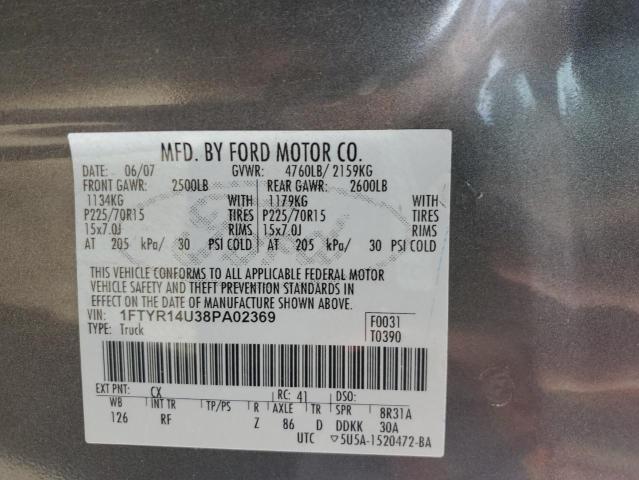 MFD. BY FORD MOTOR CO.
DATE: 06/07 GVWR: 4760LB/ 2159KG
FRONT GAWR: 2500LB REAR GAWR: 2600LB
1134KG WITH 1179KG WITH
P225/70R15 TIRES P225/70R15 TIRES
15x7.0J RIMS 15x7.0J RIMS
AT 205 kPa/ 30 PSI COLD AT 205 kPa/ 30 PSI COLD
THIS VEHICLE CONFORMS TO ALL APPLICABLE FEDERAL MOTOR
VEHICLE SAFETY AND THEFT PREVENTION STANDARDS IN
EFFECT ON THE DATE OF MANUFACTURE SHOWN ABOVE.
VIN: 1FTYR14U38PA02369 F0031
TYPE: Truck T0390
EXT PNT: CX RC: 41 DSO:
WB INT TR TP/PS R AXLE TR SPR 8R31A
126 RF Z 86 D DDKK 30A
UTC ▽5U5A-1520472-BA